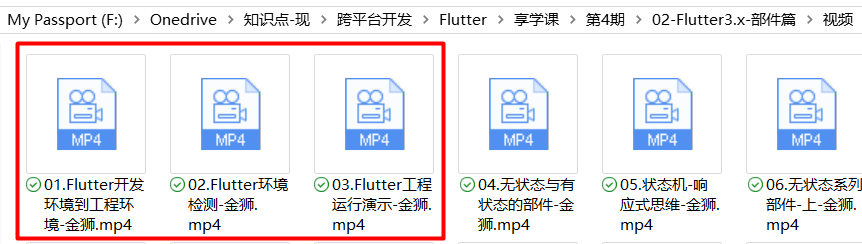 My Passport (F:) > Onedrive > 知识点-现 > 跨平台开发 > Flutter > 享学课 > 第4期 > 02-Flutter3.x-部件篇 > 视频
MP4
MP4
MP4
MP4
MP4
MP4
01.Flutter开发
环境到工程环
境-金狮.mp4
02.Flutter环境
检测-金狮.
mp4
03.Flutter工程
运行演示-金狮.
mp4
04.无状态与有
状态的部件-金
狮.mp4
05.状态机-响
应式思维-金狮.
mp4
06.无状态系列
部件-上-金狮.
mp4